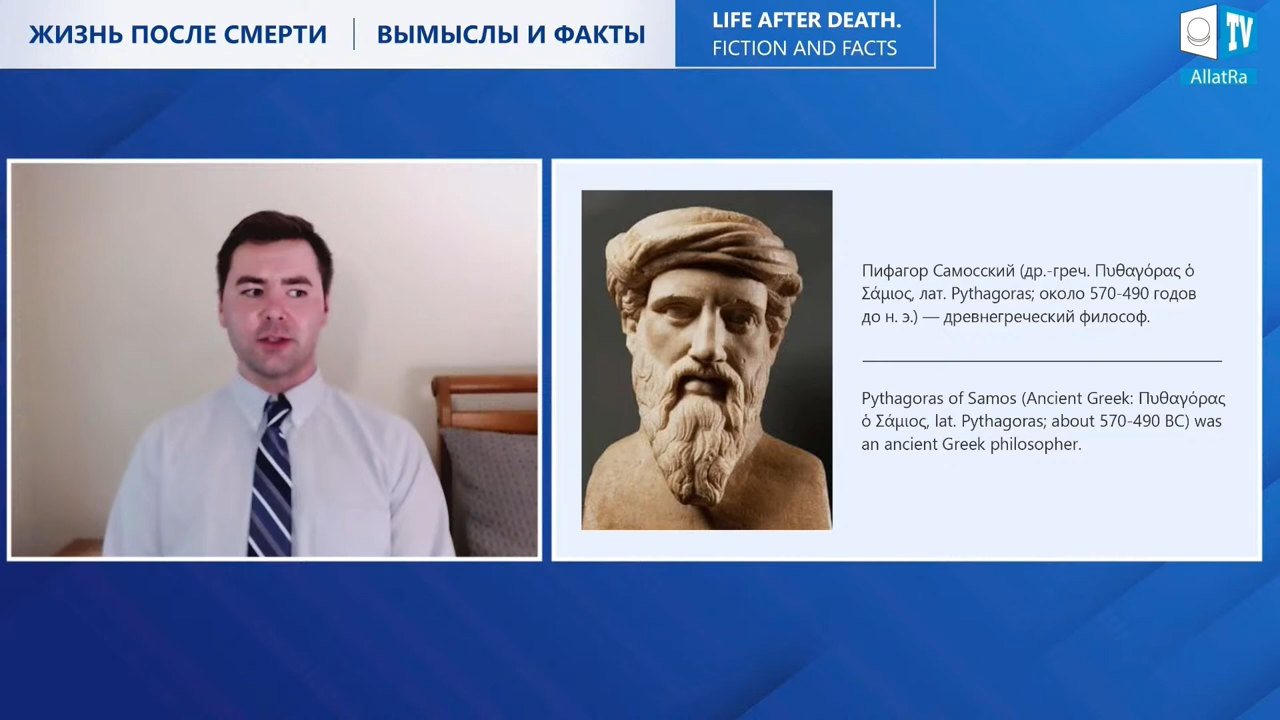 ЖИЗНЬ ПОСЛЕ СМЕРТИ
ВЫМЫСЛЫ И ФАКТЫ
LIFE AFTER DEATH.
FICTION AND FACTS
TV
AllatRa
Пифагор Самосский (др.-греч. Πυθαγόρας ὁ
Σάμιος, лат. Pythagoras; около 570-490 годов
до н. э.) — древнегреческий философ.
Pythagoras of Samos (Ancient Greek: Πυθαγόρας
ὁ Σάμιος, lat. Pythagoras; about 570-490 BC) was
an ancient Greek philosopher.